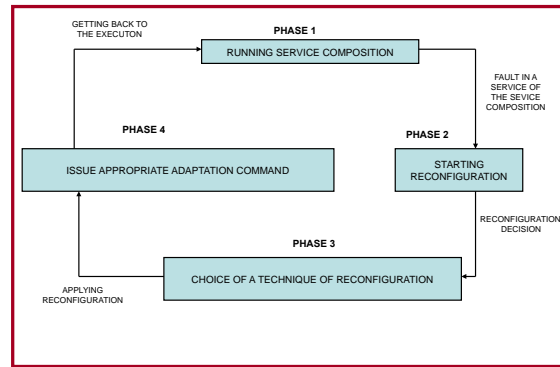 GETTING BACK TO
THE EXECUTON
PHASE 1
RUNNING SERVICE COMPOSITION
FAULT IN A
SERVICE OF
THE SEVICE
COMPOSITION
PHASE 2
STARTING
RECONFIGURATION
RECONFIGURATION
DECISION
PHASE 3
CHOICE OF A TECHNIQUE OF RECONFIGURATION
APPLYING
RECONFIGURATION
PHASE 4
ISSUE APPROPRIATE ADAPTATION COMMAND